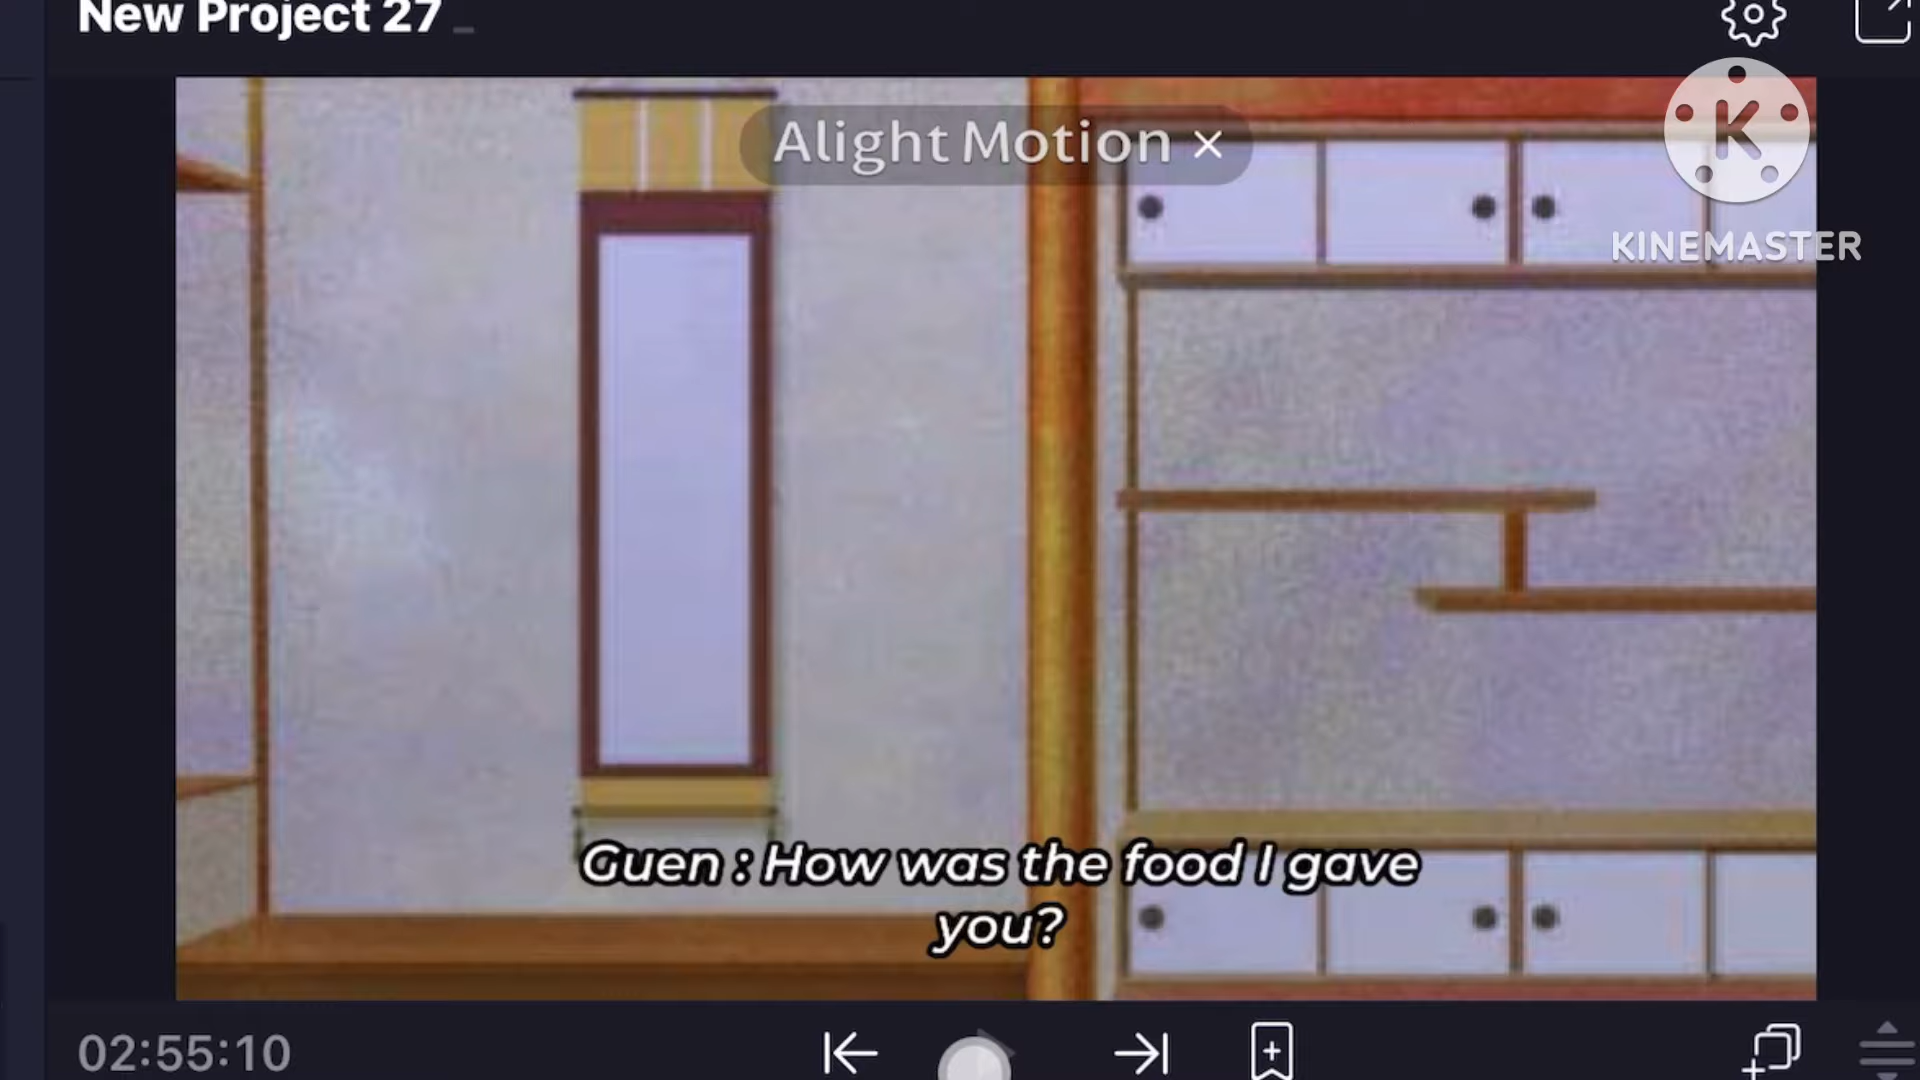 New Project 27
Alight Motion ×
K
KINEMASTER
Guen : How was the food I gave
you?
02:55:10